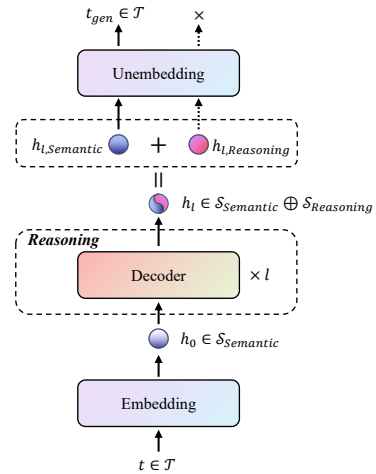 t_gen ∈ 𝒯 ×
Unembedding
h_l,Semantic + h_l,Reasoning
=
h_l ∈ 𝒮_Semantic ⊕ 𝒮_Reasoning
Reasoning
Decoder × l
h_0 ∈ 𝒮_Semantic
Embedding
t ∈ 𝒯